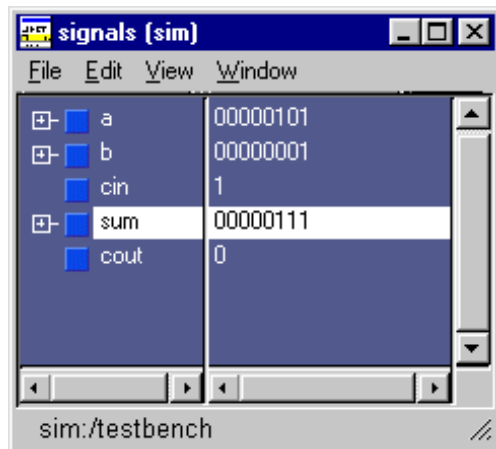 signals (sim)
File Edit View Window
a 00000101
b 00000001
cin 1
sum 00000111
cout 0
sim:/testbench